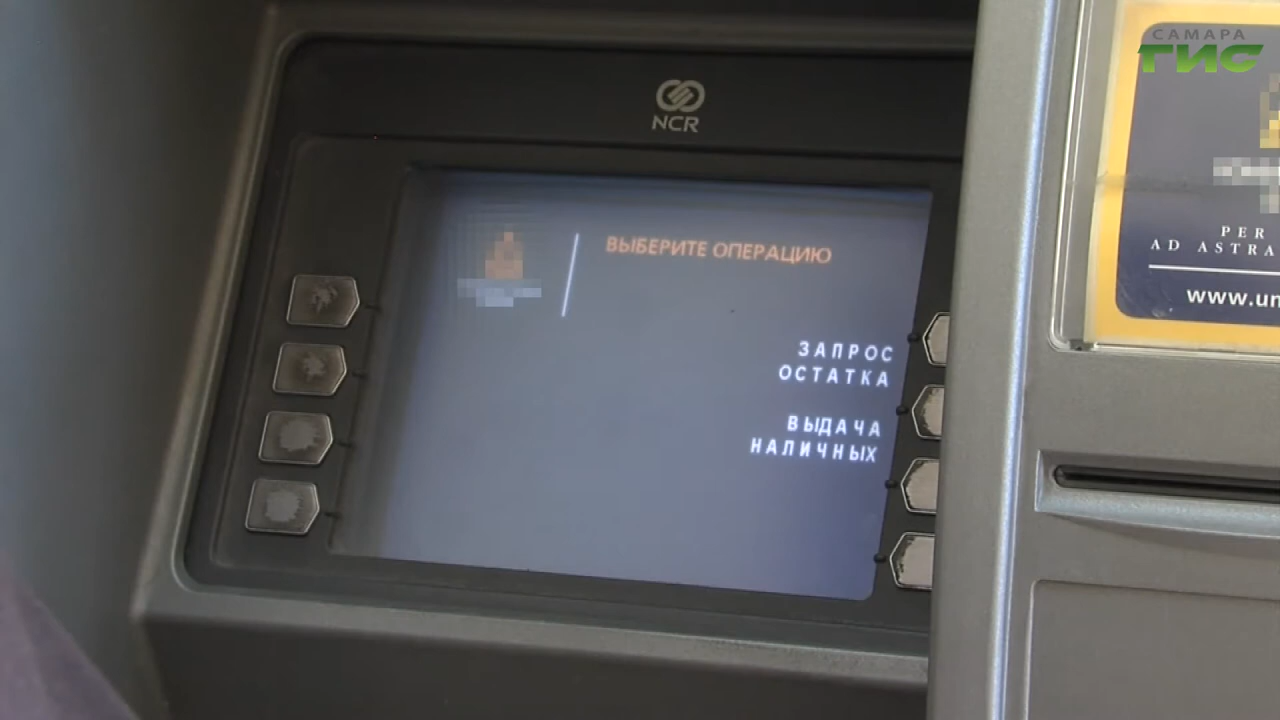 САМАРА
ГИС
NCR
ВЫБЕРИТЕ ОПЕРАЦИЮ
ЗАПРОС
ОСТАТКА
ВЫДАЧА
НАЛИЧНЫХ
PER
AD ASTRA
www.un